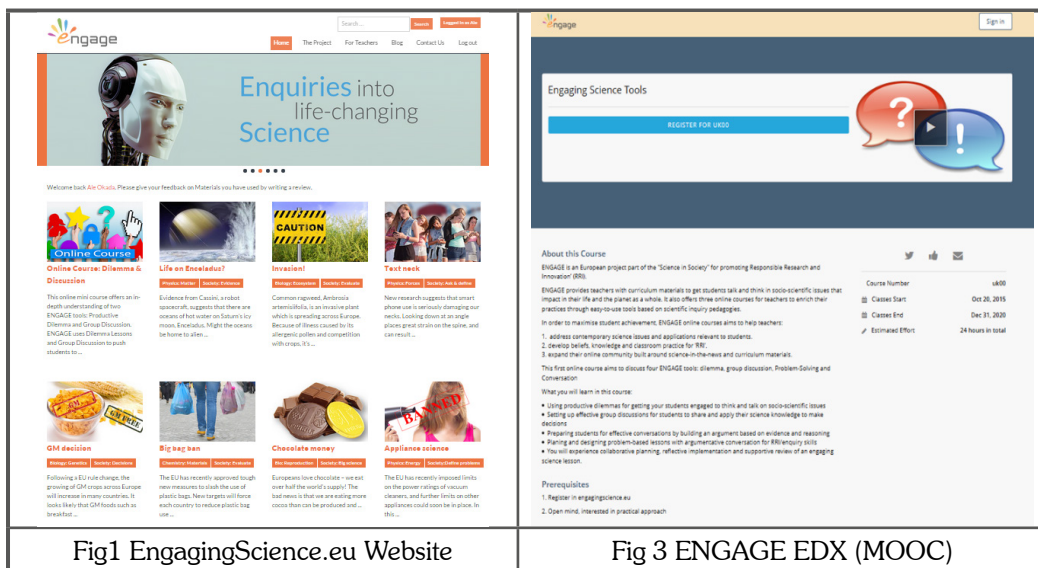 engage
Search...
Search
Logged in as Ale
Home The Project For Teachers Blog Contact Us Log out
Enquiries into
life-changing
Science
Welcome back Ale Okada. Please give your feedback on Materials you have used by writing a review.
Online Course
Online Course: Dilemma &
Discussion
This online mini course offers an in-
depth understanding of two
ENGAGE tools: Productive
Dilemma and Group Discussion.
ENGAGE uses Dilemma Lessons
and Group Discussion to push
students to ...
Life on Enceladus?
Physics: Matter Society: Evidence
Evidence from Cassini, a robot
spacecraft, suggests that there are
oceans of hot water on Saturn's icy
moon, Enceladus. Might the oceans
be home to alien ...
CAUTION
Invasion!
Biology: Ecosystem Society: Evaluate
Common ragweed, Ambrosia
artemisiifolia, is an invasive plant
which is spreading across Europe.
Because of illness caused by its
allergenic pollen and competition
with crops, it's ...
Text neck
Physics: Forces Society: Ask & define
New research suggests that smart
phone use is seriously damaging our
necks. Looking down at an angle
places great strain on the spine, and
can result ...
GM
GM FREE
GM decision
Biology: Genetics Society: Decisions
Following a EU rule change, the
growing of GM crops across Europe
will increase in many countries. It
looks likely that GM foods such as
breakfast ...
Big bag ban
Chemistry: Materials Society: Evaluate
The EU has recently approved tough
new measures to slash the use of
plastic bags. New targets will force
each country to reduce plastic bag
use ...
Chocolate money
Bio: Reproduction Society: Big science
Europeans love chocolate – we eat
over half the world's supply! The
bad news is that we are eating more
cocoa than can be produced and ...
BANNED
Appliance science
Physics: Energy Society: Define problems
The EU has recently imposed limits
on the power ratings of vacuum
cleaners, and further limits on other
appliances could soon be in place. In
this ...
Fig1 EngagingScience.eu Website
engage
Sign in
Engaging Science Tools
REGISTER FOR UK00
?
!
About this Course
ENGAGE is an European project part of the "Science in Society" for promoting Responsible Research and
Innovation' (RRI).
ENGAGE provides teachers with curriculum materials to get students talk and think in socio-scientific issues that
impact in their life and the planet as a whole. It also offers three online courses for teachers to enrich their
practices through easy-to-use tools based on scientific inquiry pedagogies.
In order to maximise student achievement, ENGAGE online courses aims to help teachers:
1. address contemporary science issues and applications relevant to students.
2. develop beliefs, knowledge and classroom practice for 'RRI'.
3. expand their online community built around science-in-the-news and curriculum materials.
This first online course aims to discuss four ENGAGE tools: dilemma, group discussion, Problem-Solving and
Conversation
What you will learn in this course:
• Using productive dilemmas for getting your students engaged to think and talk on socio-scientific issues
• Setting up effective group discussions for students to share and apply their science knowledge to make
decisions
• Preparing students for effective conversations by building an argument based on evidence and reasoning
• Planing and designing problem-based lessons with argumentative conversation for RRI/enquiry skills
• You will experience collaborative planning, reflective implementation and supportive review of an engaging
science lesson.
Prerequisites
1. Register in engagingscience.eu
2. Open mind, interested in practical approach
Course Number uk00
Classes Start Oct 20, 2015
Classes End Dec 31, 2020
Estimated Effort 24 hours in total
Fig 3 ENGAGE EDX (MOOC)